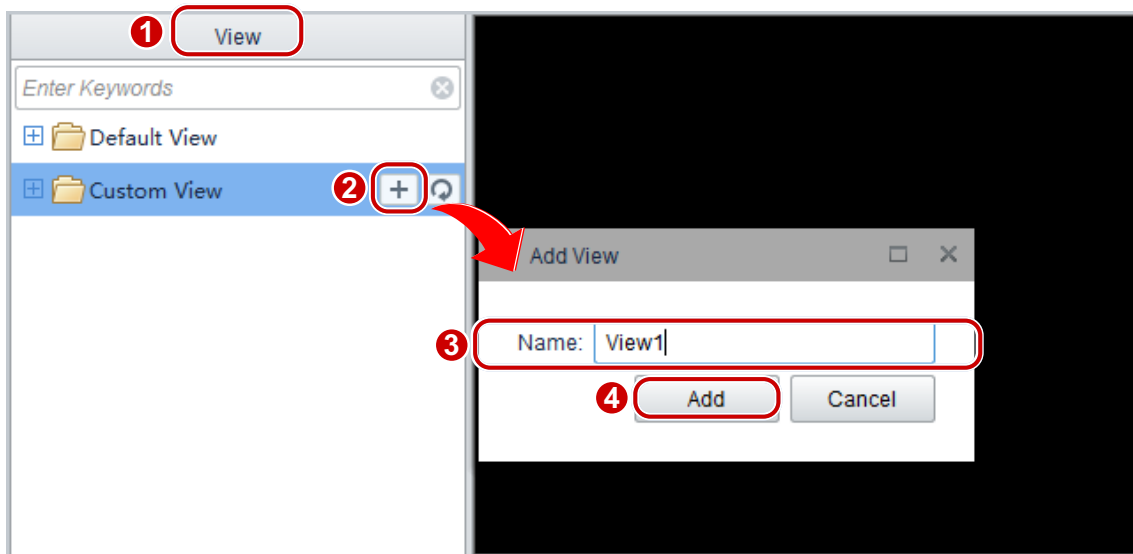 1 View
Enter Keywords
Default View
Custom View 2
Add View
3 Name: View1
4 Add Cancel